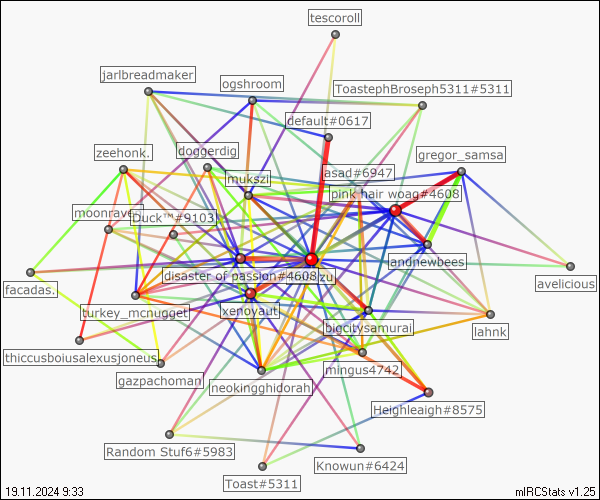 tescoroll
jarlbreadmaker
ogshroom
ToastephBroseph5311#5311
default#0617
zeehonk.
doggerdig
gregor_samsa
asad#6947
mukszi
pink hair woag#4608
moonrave
Duck™#9103
andnewbees
disaster of passion#4608
zu
avelicious
facadas.
turkey_mcnugget
xenoyaut
bigcitysamurai
lahnk
thiccusboiusalexusjoneus
gazpachoman
neokingghidorah
mingus4742
Heighleaigh#8575
Random Stuf6#5983
Knowun#6424
Toast#5311
19.11.2024 9:33
mIRCStats v1.25